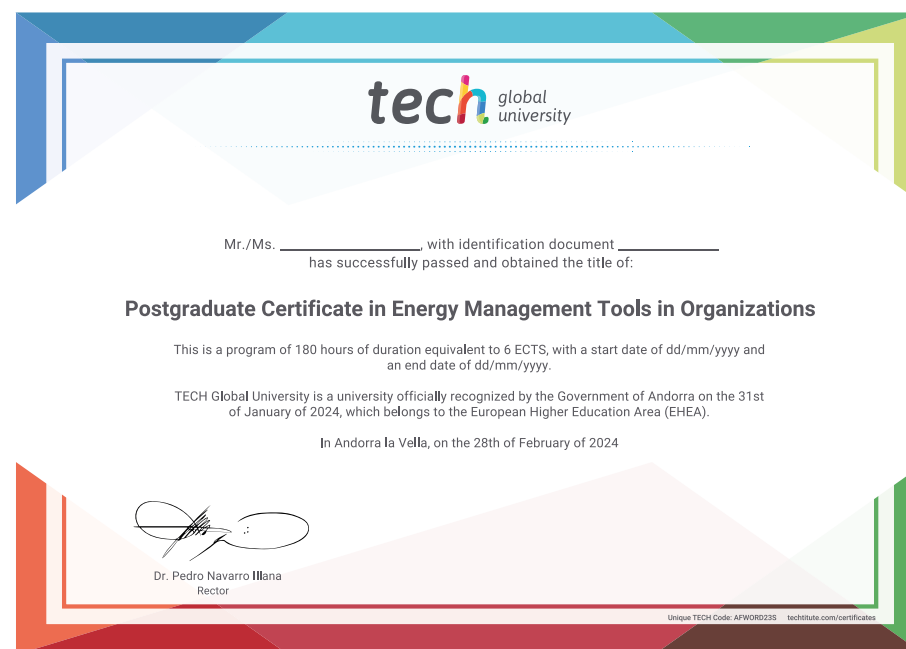 tech global
university
Mr./Ms. ____________, with identification document ____________
has successfully passed and obtained the title of:
Postgraduate Certificate in Energy Management Tools in Organizations
This is a program of 180 hours of duration equivalent to 6 ECTS, with a start date of dd/mm/yyyy and
an end date of dd/mm/yyyy.
TECH Global University is a university officially recognized by the Government of Andorra on the 31st
of January of 2024, which belongs to the European Higher Education Area (EHEA).
In Andorra la Vella, on the 28th of February of 2024
Dr. Pedro Navarro Illana
Rector
Unique TECH Code: AFWORD23S techtitute.com/certificates